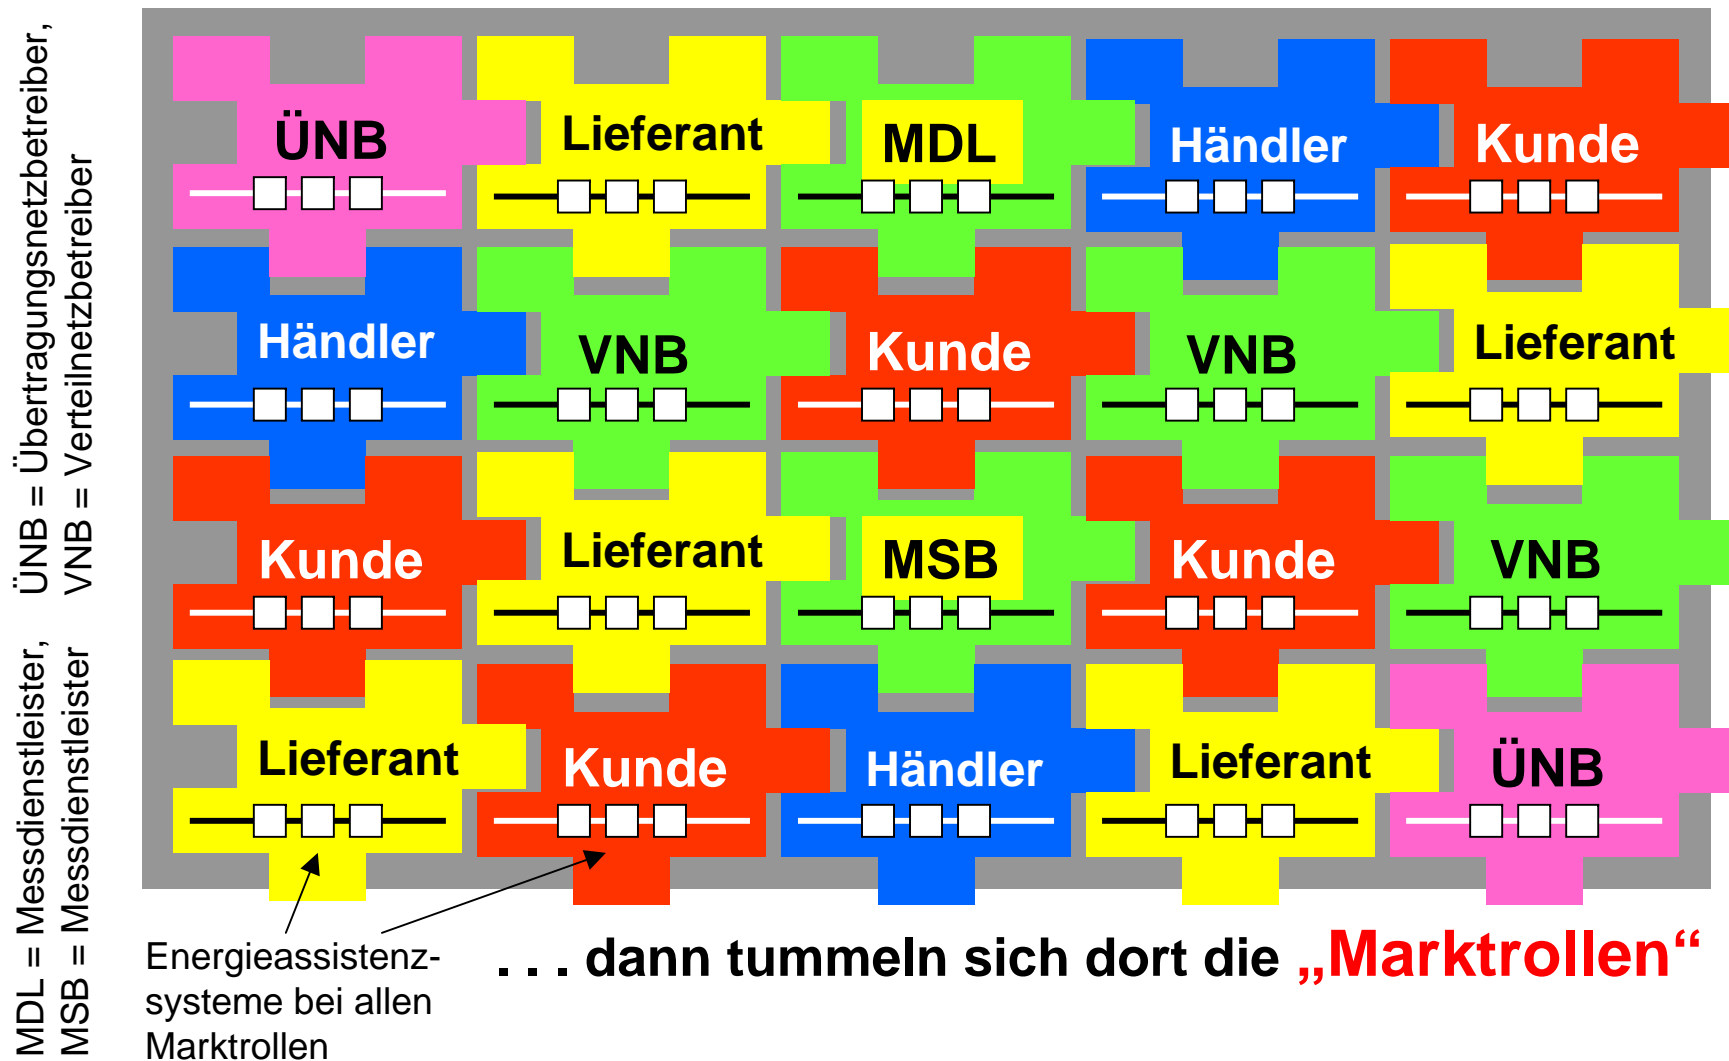 ÜNB
Lieferant
MDL
Händler
Kunde
Händler
VNB
Kunde
VNB
Lieferant
Kunde
Lieferant
MSB
Kunde
VNB
Lieferant
Kunde
Händler
Lieferant
ÜNB
ÜNB = Übertragungsnetzbetreiber,
VNB = Verteilnetzbetreiber
MDL = Messdienstleister,
MSB = Messdienstleister
Energieassistenz-
systeme bei allen
Marktrollen
. . . dann tummeln sich dort die „Marktrollen“